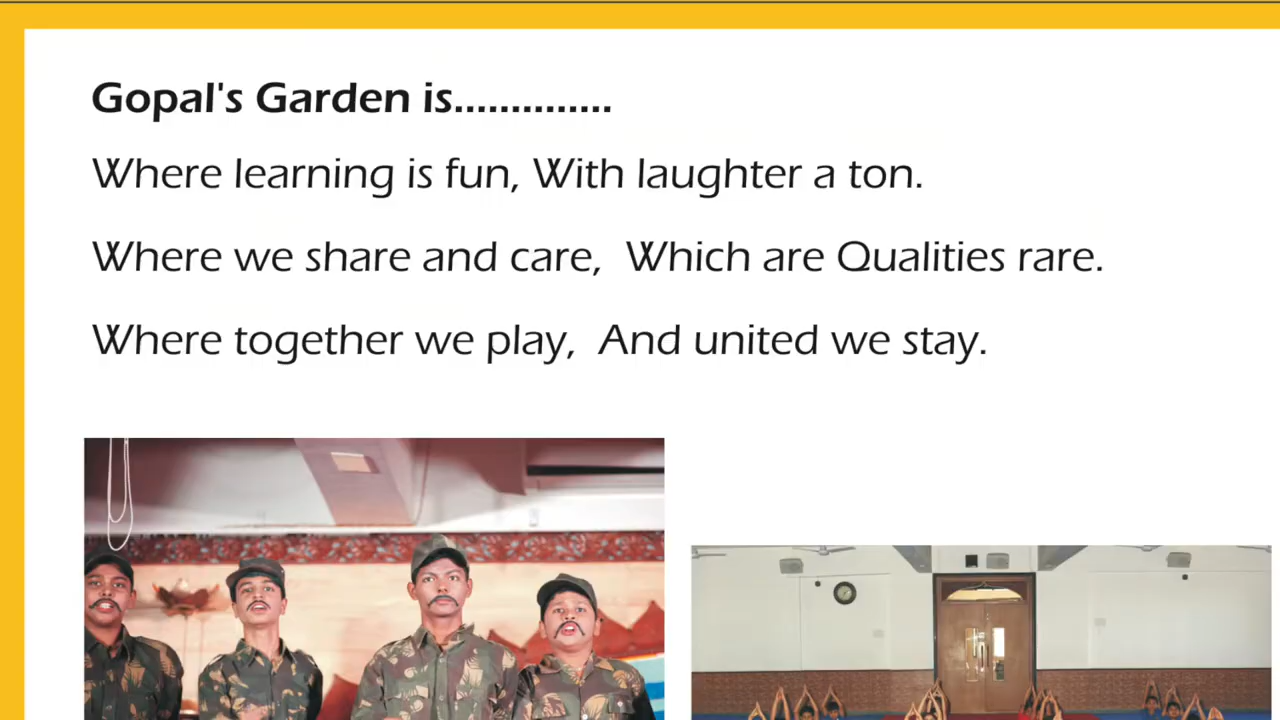 Gopal's Garden is..............
Where learning is fun, With laughter a ton.
Where we share and care,  Which are Qualities rare.
Where together we play,  And united we stay.